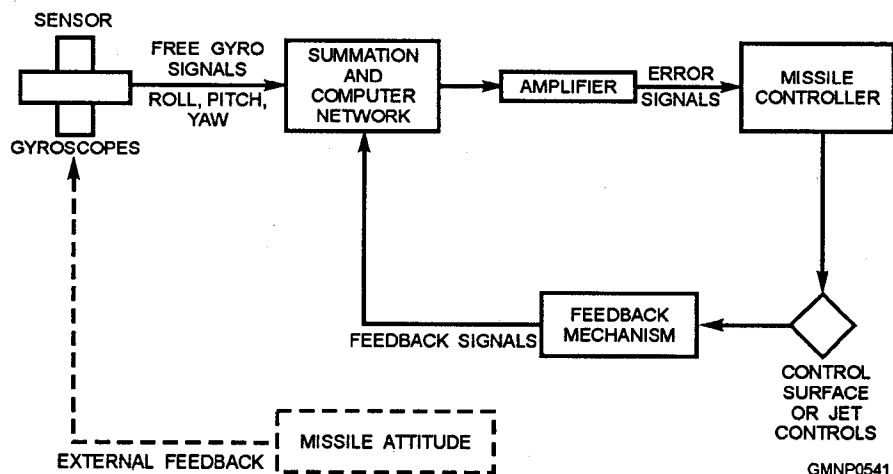 SENSOR
GYROSCOPES
FREE GYRO
SIGNALS
ROLL, PITCH,
YAW
SUMMATION
AND
COMPUTER
NETWORK
AMPLIFIER
ERROR
SIGNALS
MISSILE
CONTROLLER
CONTROL
SURFACE
OR JET
CONTROLS
FEEDBACK
MECHANISM
FEEDBACK SIGNALS
MISSILE ATTITUDE
EXTERNAL FEEDBACK
GMNP0541